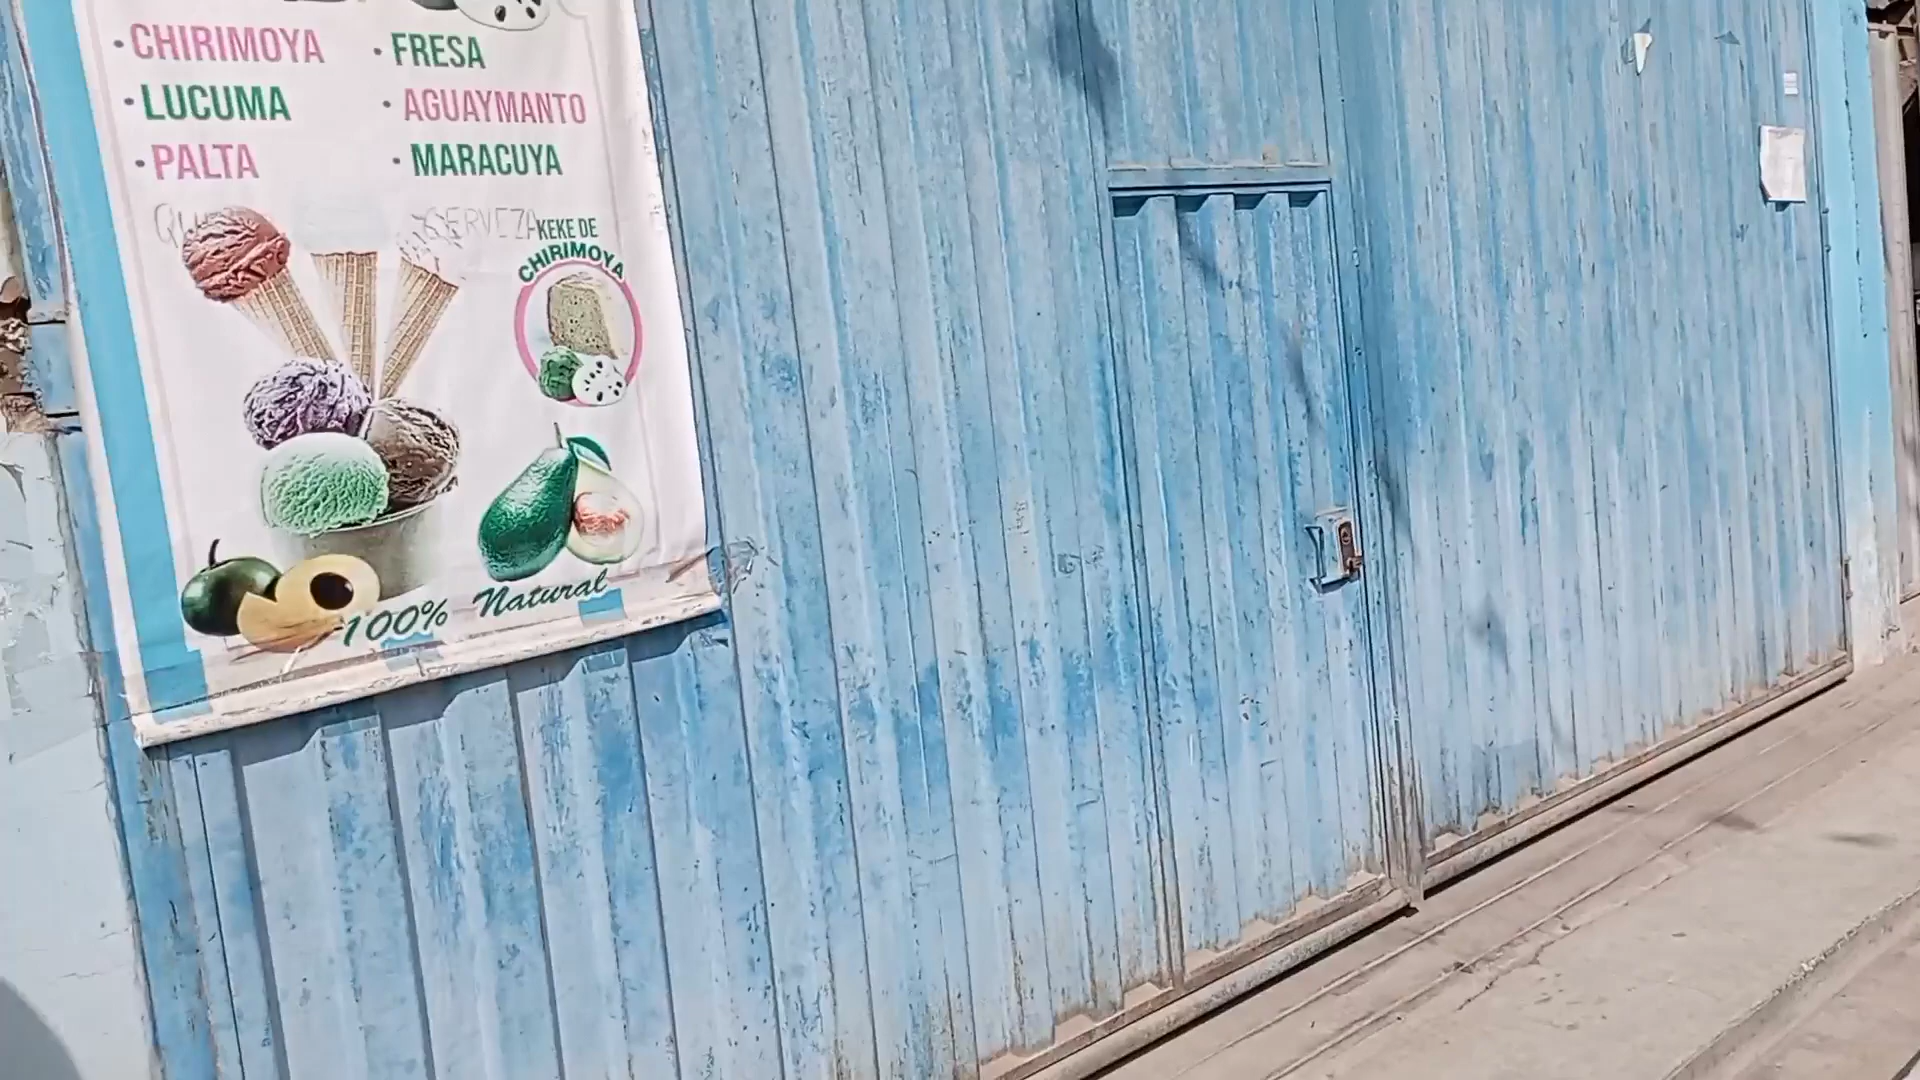 • CHIRIMOYA
• LUCUMA
• PALTA
• FRESA
• AGUAYMANTO
• MARACUYA
CERVEZA
KEKE DE
CHIRIMOYA
100% Natural